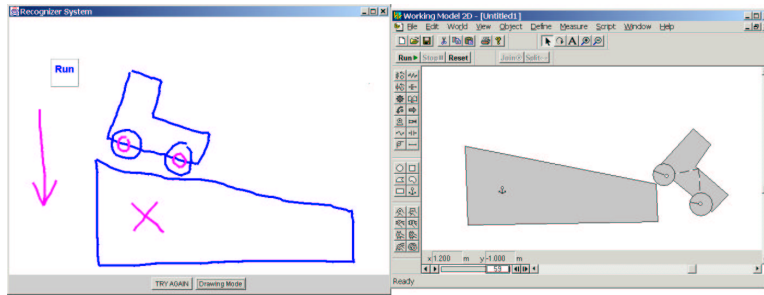 Recognizer System
Run
TRY AGAIN
Drawing Mode
Working Model 2D - [Untitled1]
File Edit World View Object Define Measure Script Window Help
Run Stop Reset Join Split
x 1.200 m y -1.000 m
59
Ready